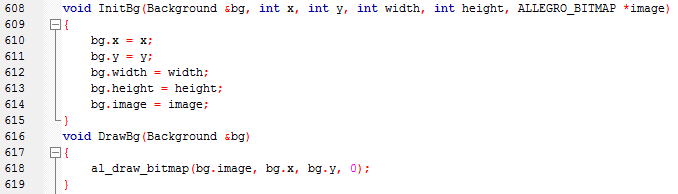 608 void InitBg(Background &bg, int x, int y, int width, int height, ALLEGRO_BITMAP *image)
609 {
610 bg.x = x;
611 bg.y = y;
612 bg.width = width;
613 bg.height = height;
614 bg.image = image;
615 }
616 void DrawBg(Background &bg)
617 {
618 al_draw_bitmap(bg.image, bg.x, bg.y, 0);
619 }